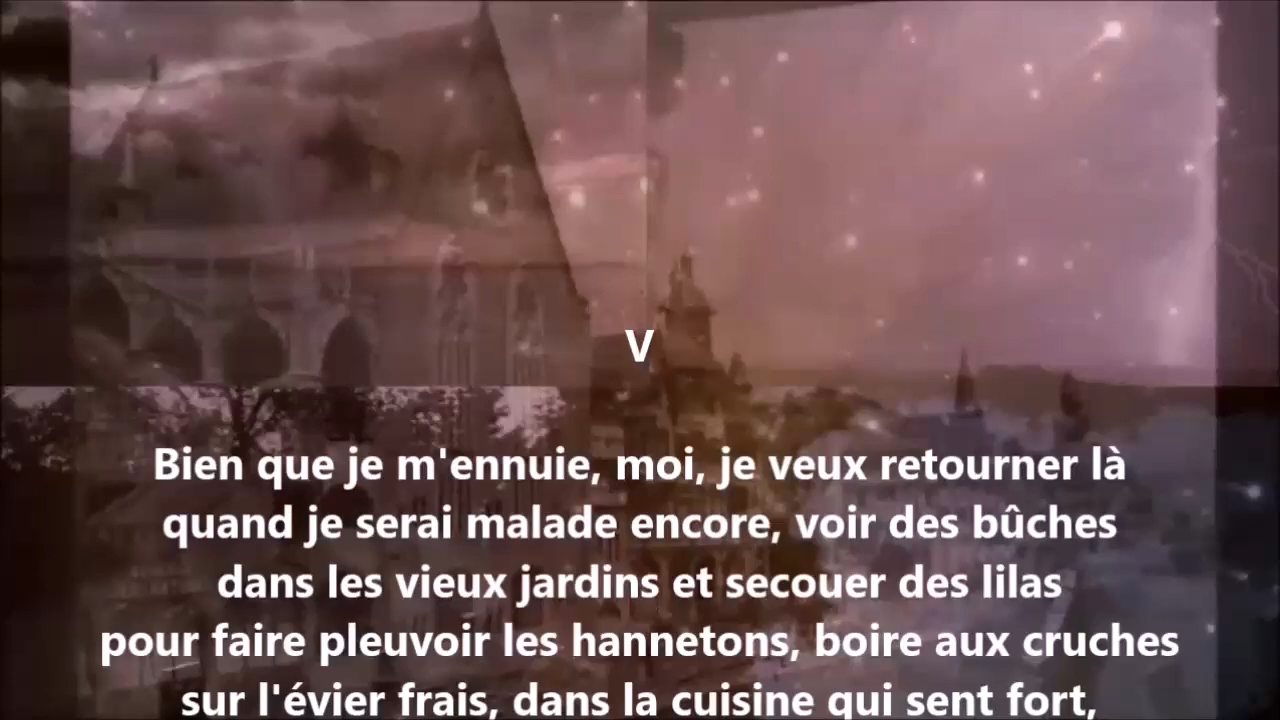 V
Bien que je m'ennuie, moi, je veux retourner là
quand je serai malade encore, voir des bûches
dans les vieux jardins et secouer des lilas
pour faire pleuvoir les hannetons, boire aux cruches
sur l'évier frais, dans la cuisine qui sent fort,